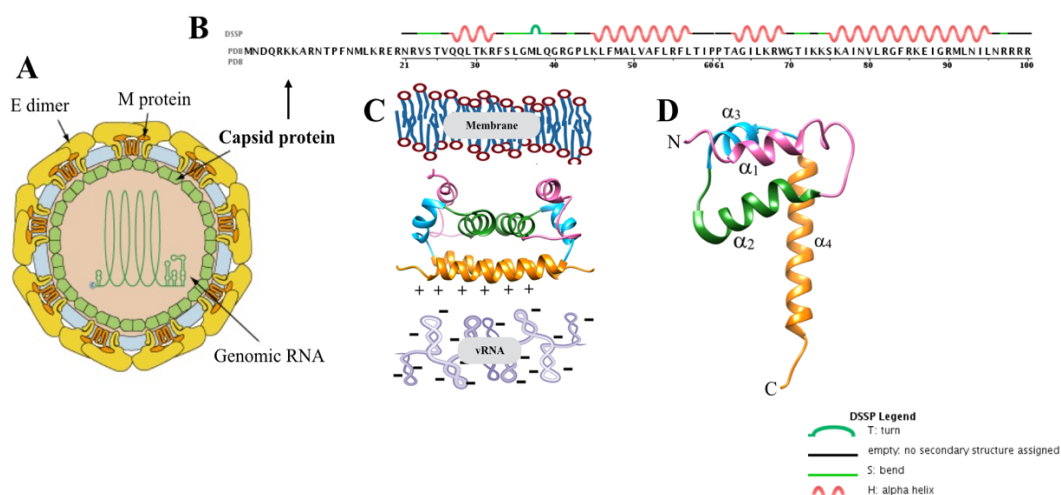 B
DSSP
PDB MNDQRKKARNTPFNMLKRERNRVSTVQQLTKRFSLGMLQGRGPLKLFMALVAFLRFLTIPPTAGILKRWGTIKKSKAINVLRGFRKEIGRMLNILNRRRR
PDB 21 30 40 50 60 61 70 80 90 100
A
E dimer
M protein
Capsid protein
M M M M M M M M
Genomic RNA
C
Membrane
+ + + + + +
vRNA
D
N
α3
α1
α2
α4
C
DSSP Legend
T: turn
empty: no secondary structure assigned
S: bend
H: alpha helix